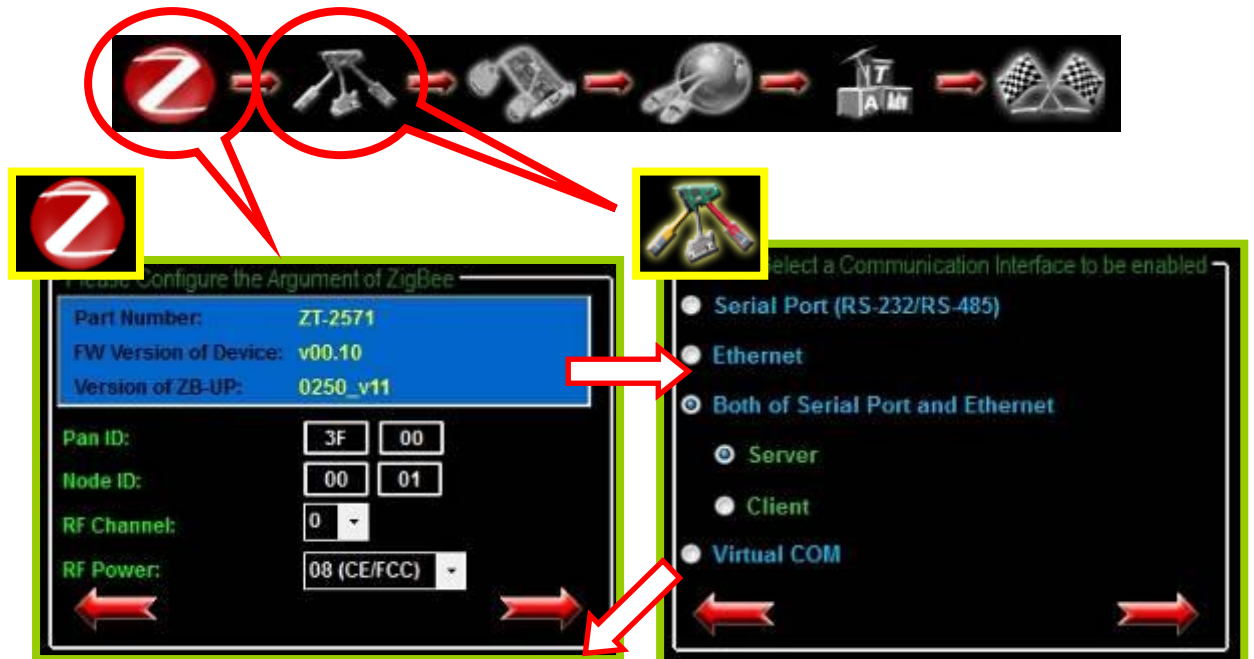 T
A
Please Configure the Argument of ZigBee
Part Number: ZT-2571
FW Version of Device: v00.10
Version of ZB-UP: 0250_v11
Pan ID: 3F 00
Node ID: 00 01
RF Channel: 0
RF Power: 08 (CE/FCC)
Select a Communication Interface to be enabled
Serial Port (RS-232/RS-485)
Ethernet
Both of Serial Port and Ethernet
Server
Client
Virtual COM